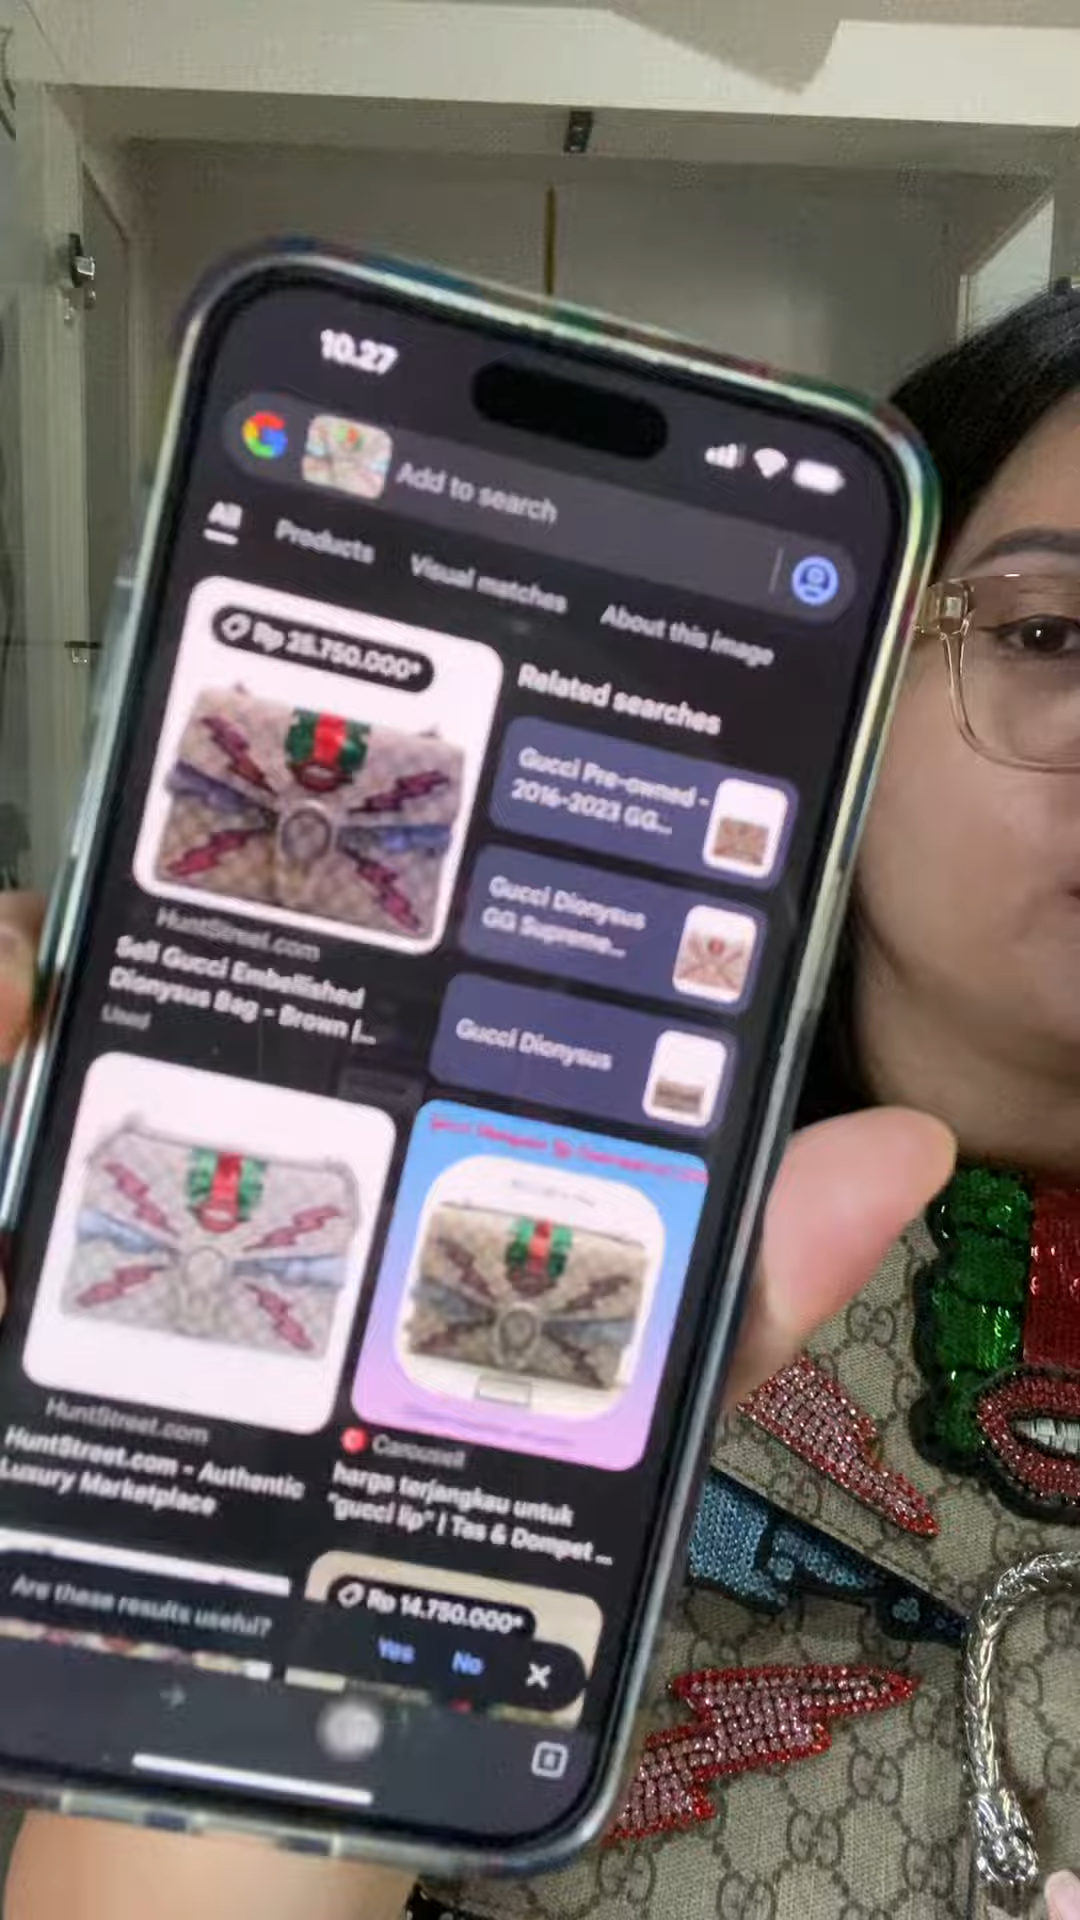 10.27
Add to search
All
Products
Visual matches
About this image
Rp 25.750.000*
HuntStreet.com
Sell Gucci Embellished
Dionysus Bag - Brown |...
Used
Related searches
Gucci Pre-owned -
2016-2023 GG...
Gucci Dionysus
GG Supreme...
Gucci Dionysus
HuntStreet.com
HuntStreet.com - Authentic
Luxury Marketplace
Carousell
harga terjangkau untuk
"gucci lip" | Tas & Dompet ...
Rp 14.750.000*
Are these results useful?
Yes
No